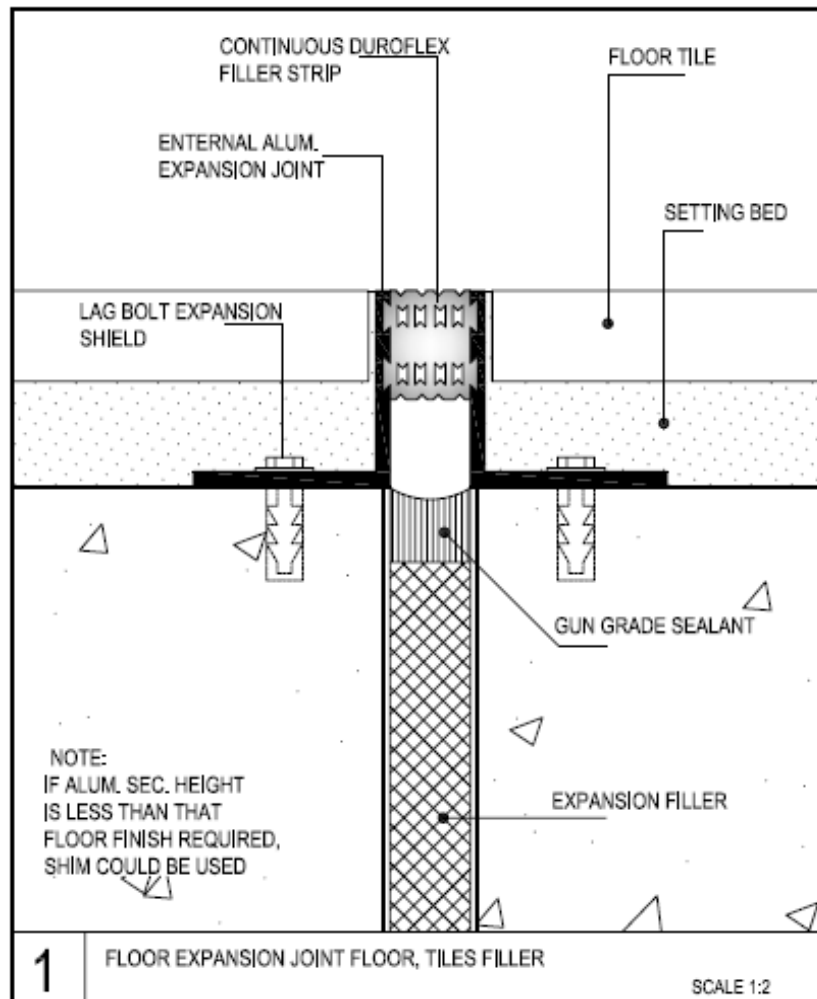 CONTINUOUS DUROFLEX
FILLER STRIP
FLOOR TILE
ENTERNAL ALUM.
EXPANSION JOINT
SETTING BED
LAG BOLT EXPANSION
SHIELD
GUN GRADE SEALANT
NOTE:
IF ALUM. SEC. HEIGHT
IS LESS THAN THAT
FLOOR FINISH REQUIRED,
SHIM COULD BE USED
EXPANSION FILLER
1
FLOOR EXPANSION JOINT FLOOR, TILES FILLER
SCALE 1:2